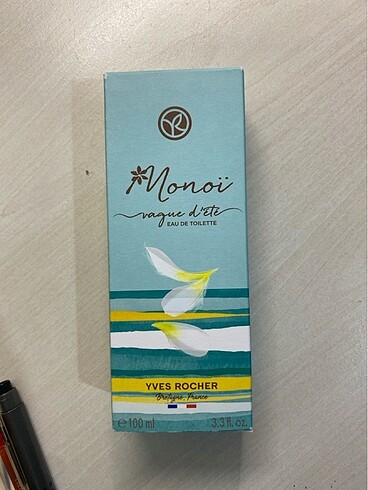 Monoï
vague d'été
EAU DE TOILETTE
YVES ROCHER
Bretagne, France
℮ 100 ml 3.3 fl. oz.